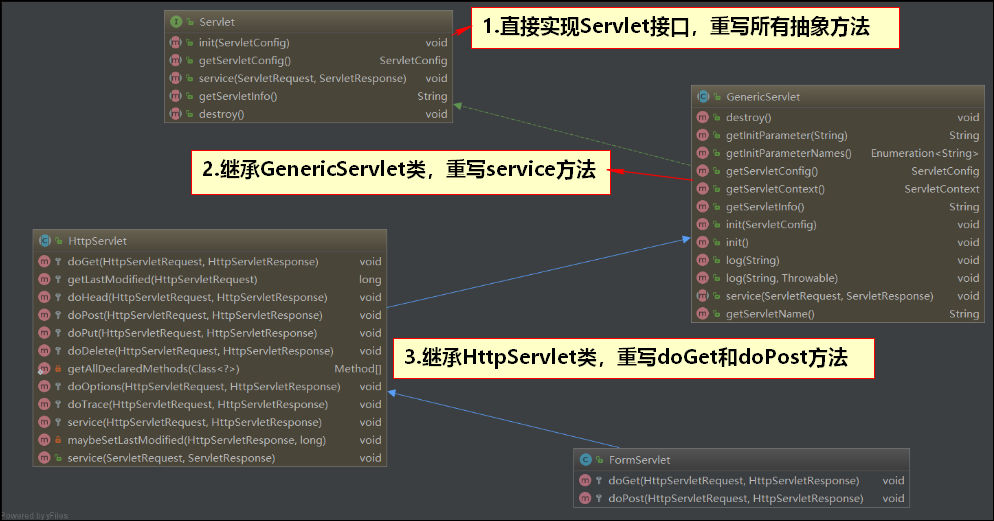 Servlet
init(ServletConfig) void
getServletConfig() ServletConfig
service(ServletRequest, ServletResponse) void
getServletInfo() String
destroy() void
1.直接实现Servlet接口，重写所有抽象方法
GenericServlet
destroy() void
getInitParameter(String) String
getInitParameterNames() Enumeration<String>
getServletConfig() ServletConfig
getServletContext() ServletContext
getServletInfo() String
init(ServletConfig) void
init() void
log(String) void
log(String, Throwable) void
service(ServletRequest, ServletResponse) void
getServletName() String
2.继承GenericServlet类，重写service方法
HttpServlet
doGet(HttpServletRequest, HttpServletResponse) void
getLastModified(HttpServletRequest) long
doHead(HttpServletRequest, HttpServletResponse) void
doPost(HttpServletRequest, HttpServletResponse) void
doPut(HttpServletRequest, HttpServletResponse) void
doDelete(HttpServletRequest, HttpServletResponse) void
getAllDeclaredMethods(Class<?>) Method[]
doOptions(HttpServletRequest, HttpServletResponse) void
doTrace(HttpServletRequest, HttpServletResponse) void
service(HttpServletRequest, HttpServletResponse) void
maybeSetLastModified(HttpServletResponse, long) void
service(ServletRequest, ServletResponse) void
3.继承HttpServlet类，重写doGet和doPost方法
FormServlet
doGet(HttpServletRequest, HttpServletResponse) void
doPost(HttpServletRequest, HttpServletResponse) void
Powered by yFiles